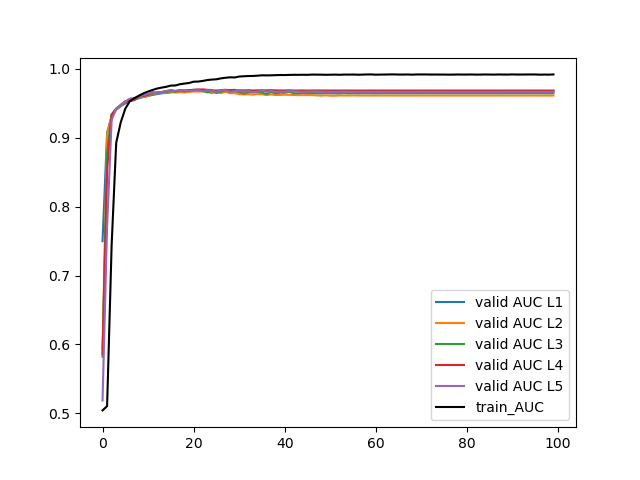 1.0
0.9
0.8
0.7
0.6
0.5
0 20 40 60 80 100
valid AUC L1
valid AUC L2
valid AUC L3
valid AUC L4
valid AUC L5
train_AUC